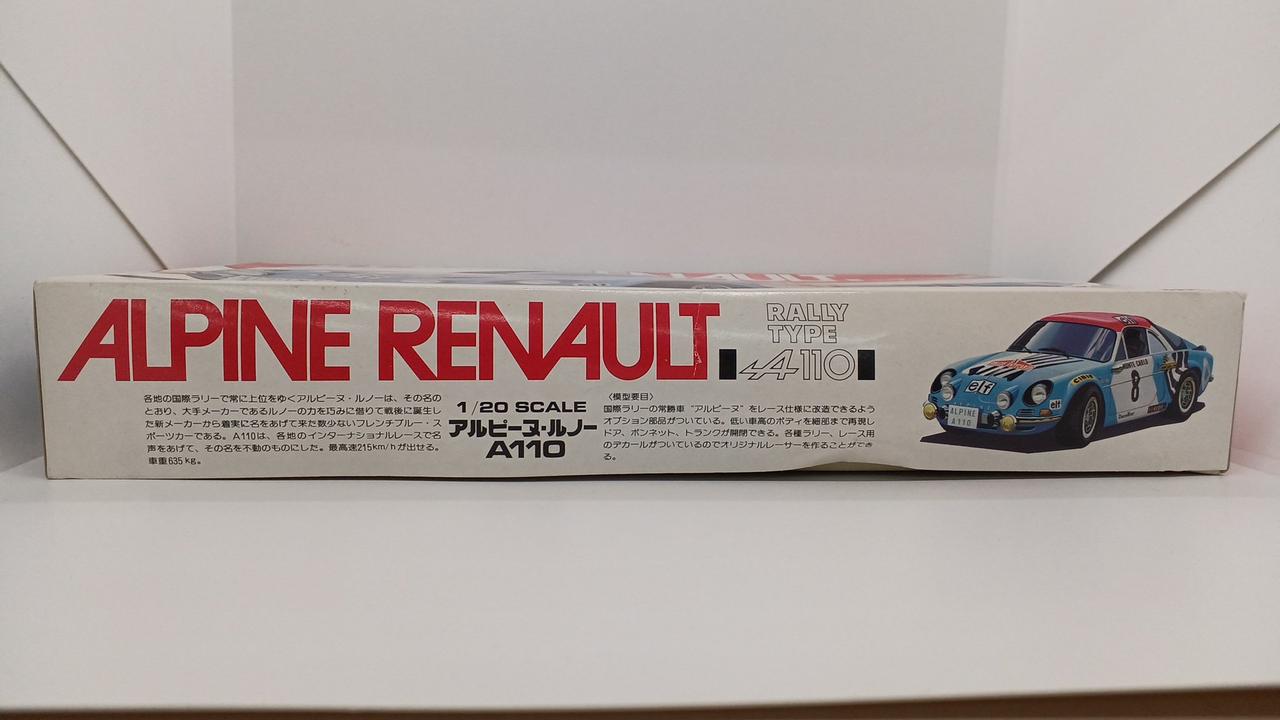 ALPINE RENAULT
RALLY
TYPE
A110
各地の国際ラリーで常に上位をゆくアルピーヌ・ルノーは、その名の
とおり、大手メーカーであるルノーの力を巧みに借りて戦後に誕生し
た新メーカーから着実に名をあげて来た数少ないフレンチブルー・ス
ポーツカーである。A110は、各地のインターナショナルレースで名
声をあげて、その名を不動のものにした。最高速215km/hが出せる。
車重635kg。
1/20 SCALE
アルピーヌ・ルノー
A110
〈模型要目〉
国際ラリーの常勝車 “アルピーヌ”をレース仕様に改造できるよう
オプション部品がついている。低い車高のボディを細部まで再現し
ドア、ボンネット、トランクが開閉できる。各種ラリー、レース用
のデカールがついているのでオリジナルレーサーを作ることができ
る。
MONTE CARLO
8
CIBIE
elf
elf
ALPINE
A110